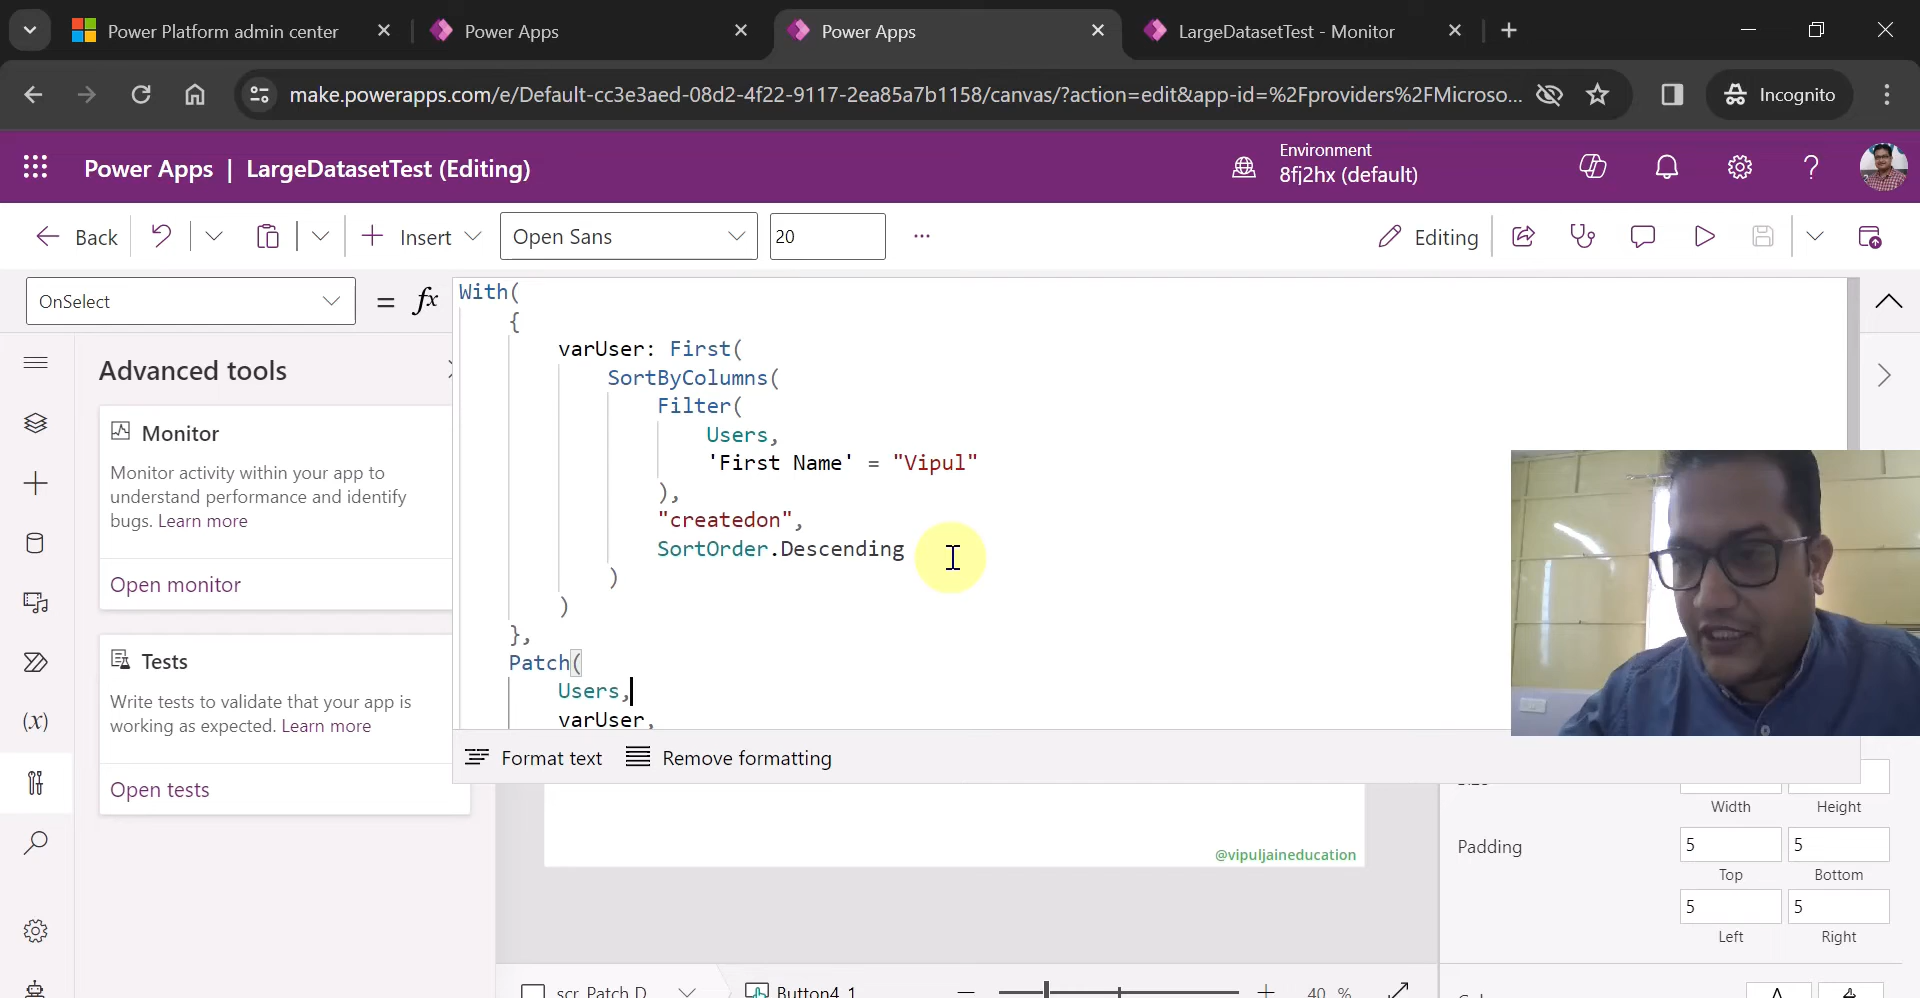 Power Platform admin center
Power Apps
Power Apps
LargeDatasetTest - Monitor
make.powerapps.com/e/Default-cc3e3aed-08d2-4f22-9117-2ea85a7b1158/canvas/?action=edit&app-id=%2Fproviders%2FMicroso...
Incognito
Power Apps | LargeDatasetTest (Editing)
Environment
8fj2hx (default)
Back
Insert
Open Sans
20
...
Editing
OnSelect
= fx
With(
{
varUser: First(
SortByColumns(
Filter(
Users,
'First Name' = "Vipul"
),
"createdon",
SortOrder.Descending
)
)
},
Patch(
Users,
varUser,
Format text
Remove formatting
Advanced tools
Monitor
Monitor activity within your app to
understand performance and identify
bugs. Learn more
Open monitor
Tests
Write tests to validate that your app is
working as expected. Learn more
Open tests
(x)
@vipuljaineducation
Width
Height
Padding
5
5
Top
Bottom
5
5
Left
Right
scr_Patch_D
Button4_1
40 %